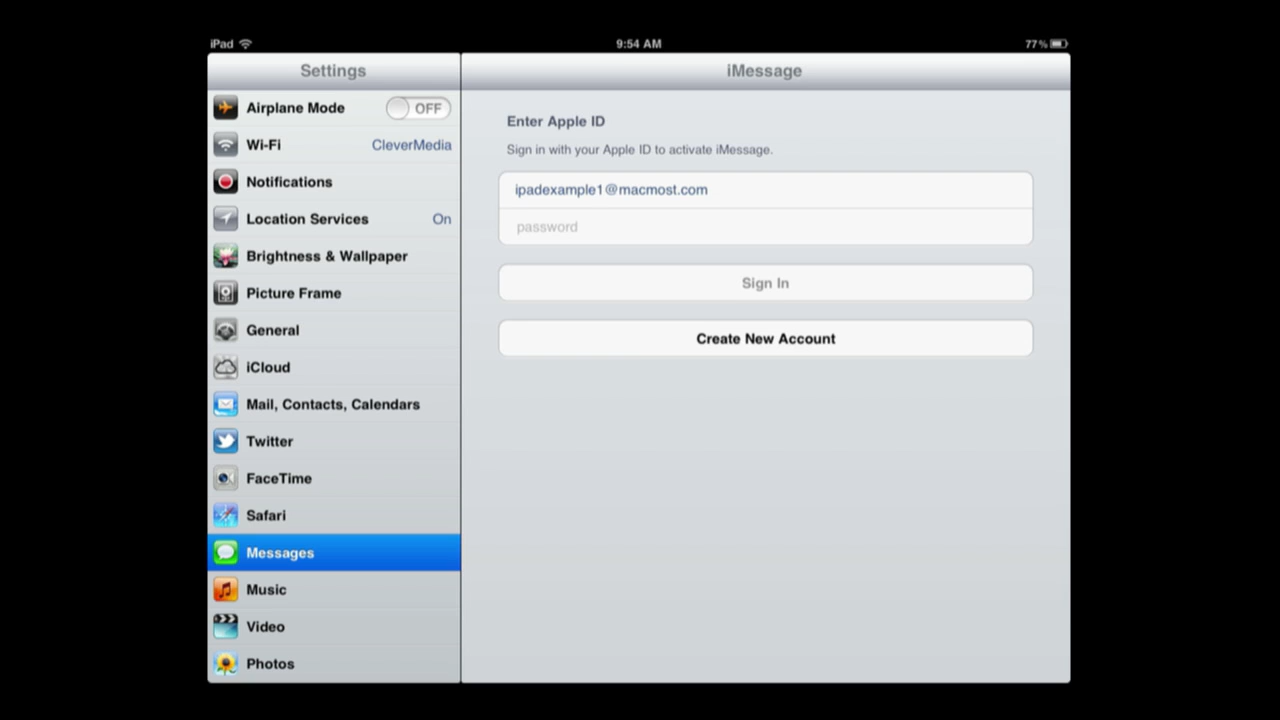 iPad 9:54 AM 77%
Settings
Airplane Mode OFF
Wi-Fi CleverMedia
Notifications
Location Services On
Brightness & Wallpaper
Picture Frame
General
iCloud
Mail, Contacts, Calendars
Twitter
FaceTime
Safari
Messages
Music
Video
Photos
iMessage
Enter Apple ID
Sign in with your Apple ID to activate iMessage.
ipadexample1@macmost.com
password
Sign In
Create New Account